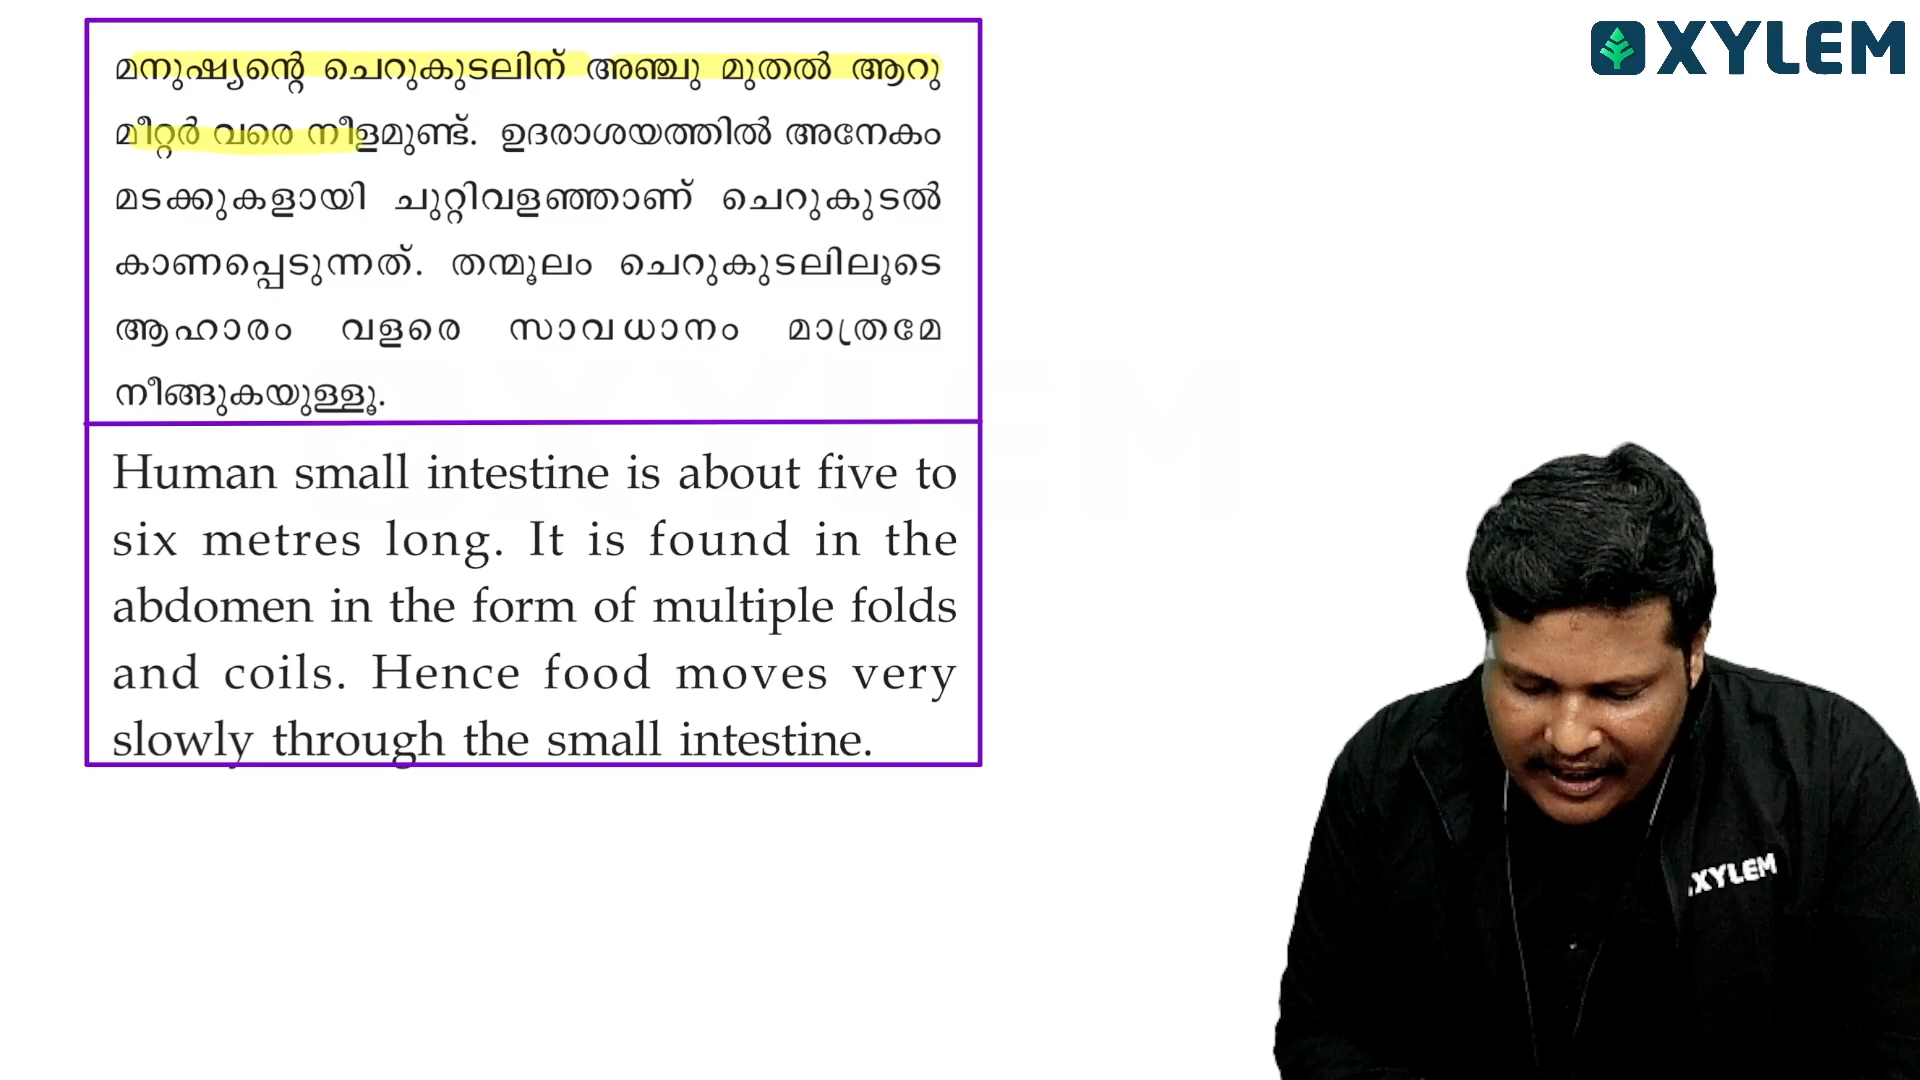 XYLEM
മനുഷ്യന്റെ ചെറുകുടലിന് അഞ്ചു മുതൽ ആറു
മീറ്റർ വരെ നീളമുണ്ട്. ഉദരാശയത്തിൽ അനേകം
മടക്കുകളായി ചുറ്റിവളഞ്ഞാണ് ചെറുകുടൽ
കാണപ്പെടുന്നത്. തന്മൂലം ചെറുകുടലിലൂടെ
ആഹാരം വളരെ സാവധാനം മാത്രമേ
നീങ്ങുകയുള്ളൂ.
Human small intestine is about five to
six metres long. It is found in the
abdomen in the form of multiple folds
and coils. Hence food moves very
slowly through the small intestine.
XYLEM